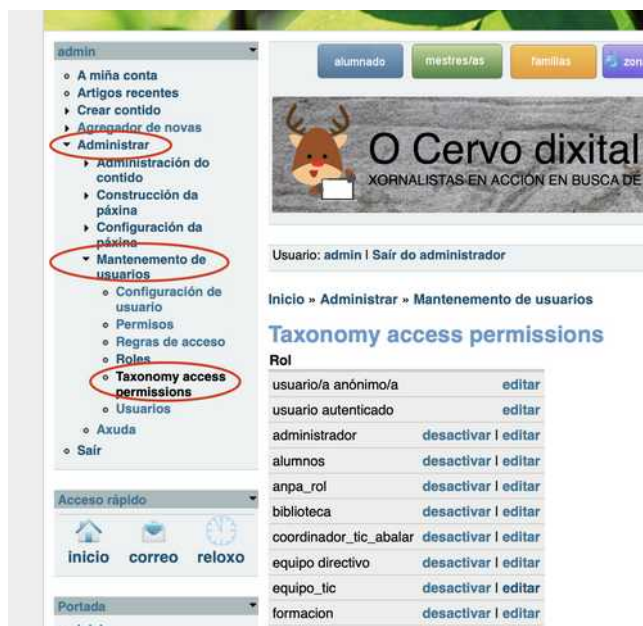 admin
A miña conta
Artigos recentes
Crear contido
Agregador de novas
Administrar
Administración do
contido
Construcción da
páxina
Configuración da
páxina
Mantenemento de
usuarios
Configuración de
usuario
Permisos
Regras de acceso
Roles
Taxonomy access
permissions
Usuarios
Axuda
Saír
Acceso rápido
inicio correo reloxo
Portada
alumnado mestres/as familias zon
O Cervo dixital
XORNALISTAS EN ACCIÓN EN BUSCA DE
Usuario: admin | Saír do administrador
Inicio » Administrar » Mantenemento de usuarios
Taxonomy access permissions
Rol
usuario/a anónimo/a editar
usuario autenticado editar
administrador desactivar | editar
alumnos desactivar | editar
anpa_rol desactivar | editar
biblioteca desactivar | editar
coordinador_tic_abalar desactivar | editar
equipo directivo desactivar | editar
equipo_tic desactivar | editar
formacion desactivar | editar